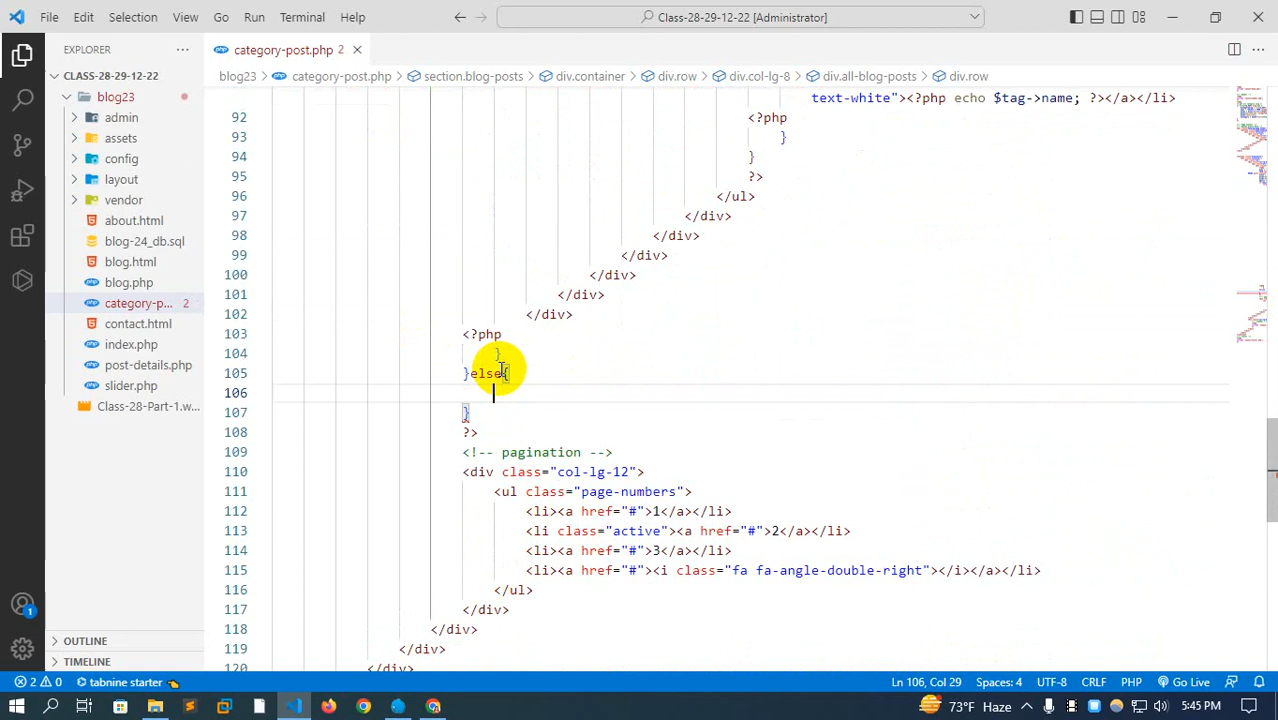 File Edit Selection View Go Run Terminal Help
Class-28-29-12-22 [Administrator]
EXPLORER
category-post.php 2
CLASS-28-29-12-22
blog23 > category-post.php > section.blog-posts > div.container > div.row > div.col-lg-8 > div.all-blog-posts > div.row
blog23
admin
assets
config
layout
vendor
about.html
blog-24_db.sql
blog.html
blog.php
category-p... 2
contact.html
index.php
post-details.php
slider.php
Class-28-Part-1.w...
OUTLINE
TIMELINE
text-white"><?php echo $tag->name; ?></a></li>
92 <?php
93 }
94 }
95 ?>
96 </ul>
97 </div>
98 </div>
99 </div>
100 </div>
101 </div>
102 </div>
103 <?php
104 }
105 }else{
106
107 }
108 ?>
109 <!-- pagination -->
110 <div class="col-lg-12">
111 <ul class="page-numbers">
112 <li><a href="#">1</a></li>
113 <li class="active"><a href="#">2</a></li>
114 <li><a href="#">3</a></li>
115 <li><a href="#"><i class="fa fa-angle-double-right"></i></a></li>
116 </ul>
117 </div>
118 </div>
119 </div>
120 </div>
2 0 tabnine starter Ln 106, Col 29 Spaces: 4 UTF-8 CRLF PHP Go Live
73°F Haze 5:45 PM